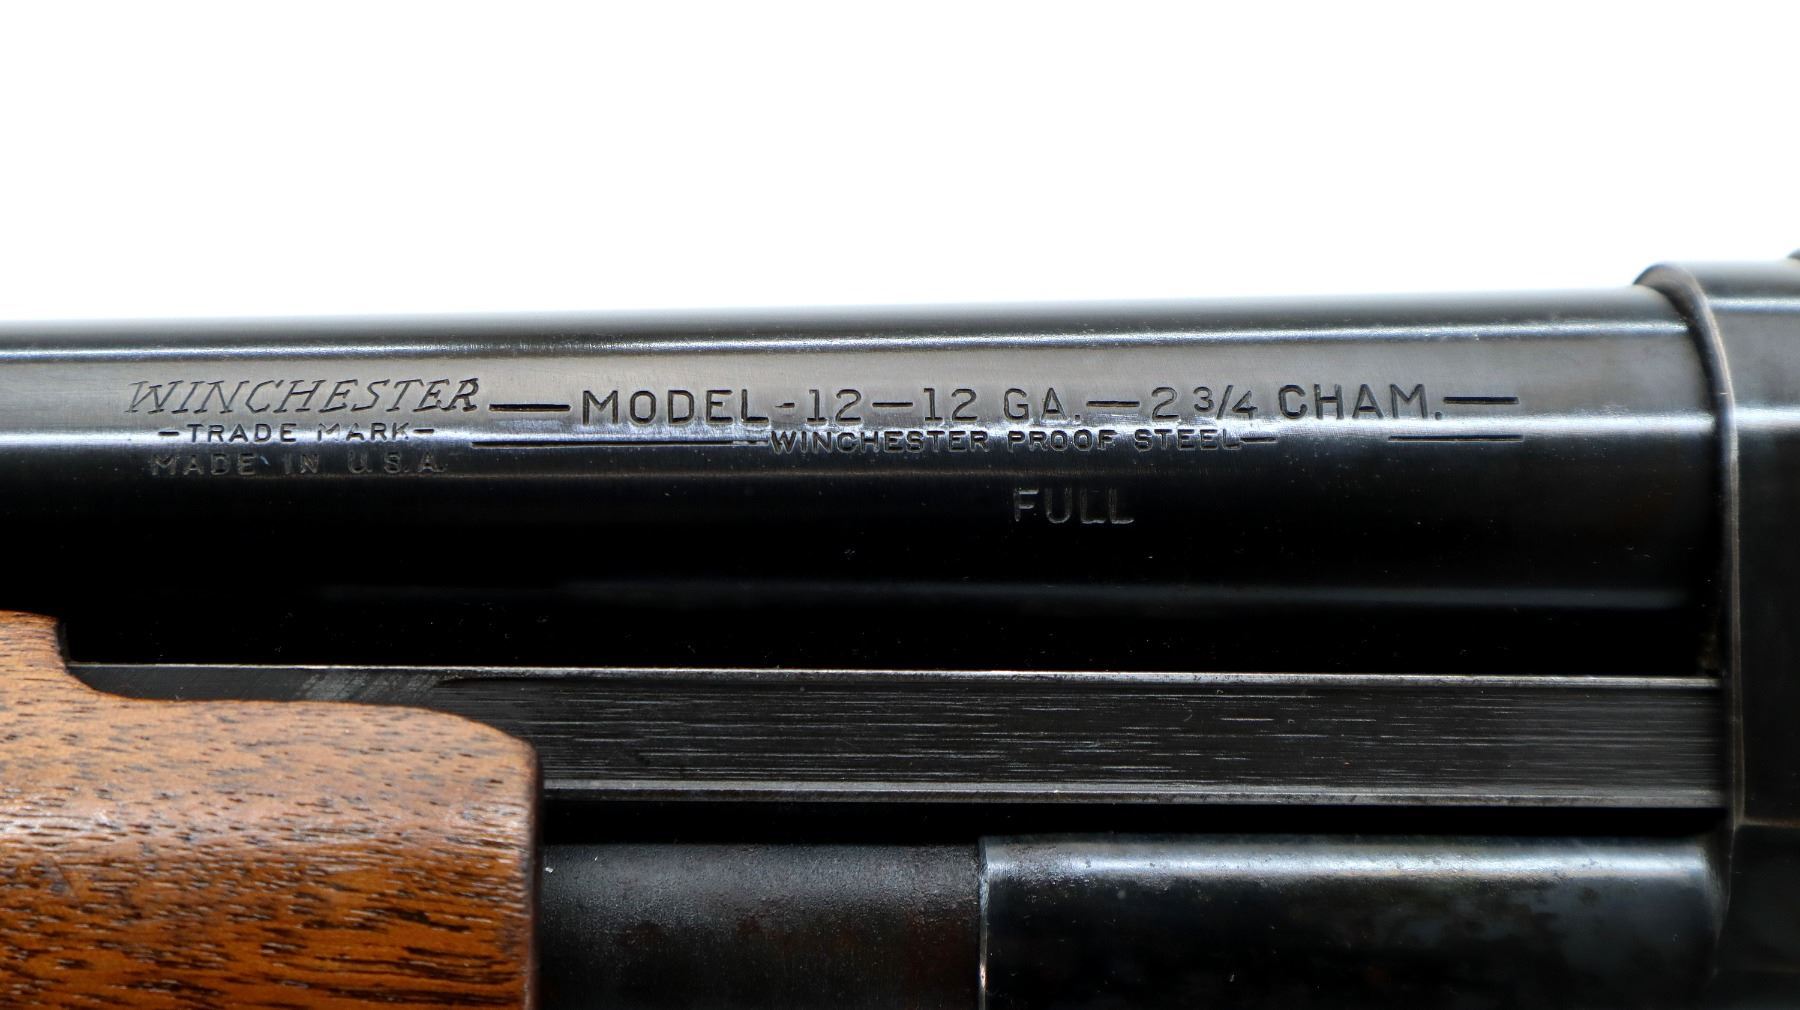 WINCHESTER — MODEL - 12 — 12 GA. — 2 3/4 CHAM. —
- TRADE MARK - — WINCHESTER PROOF STEEL —
MADE IN U.S.A.
FULL